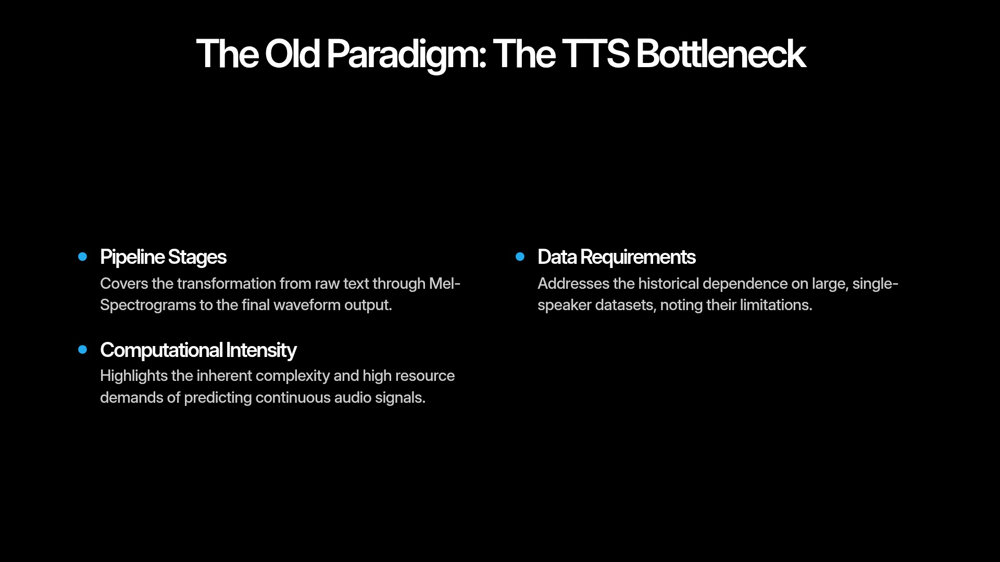 The Old Paradigm: The TTS Bottleneck
Pipeline Stages
Covers the transformation from raw text through Mel-
Spectrograms to the final waveform output.
Computational Intensity
Highlights the inherent complexity and high resource
demands of predicting continuous audio signals.
Data Requirements
Addresses the historical dependence on large, single-
speaker datasets, noting their limitations.